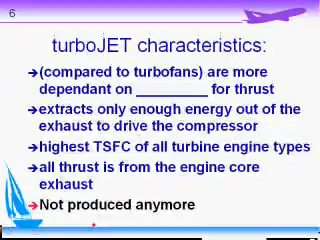 6
turboJET characteristics:
➔(compared to turbofans) are more
dependant on _________ for thrust
➔extracts only enough energy out of the
exhaust to drive the compressor
➔highest TSFC of all turbine engine types
➔all thrust is from the engine core
exhaust
➔Not produced anymore